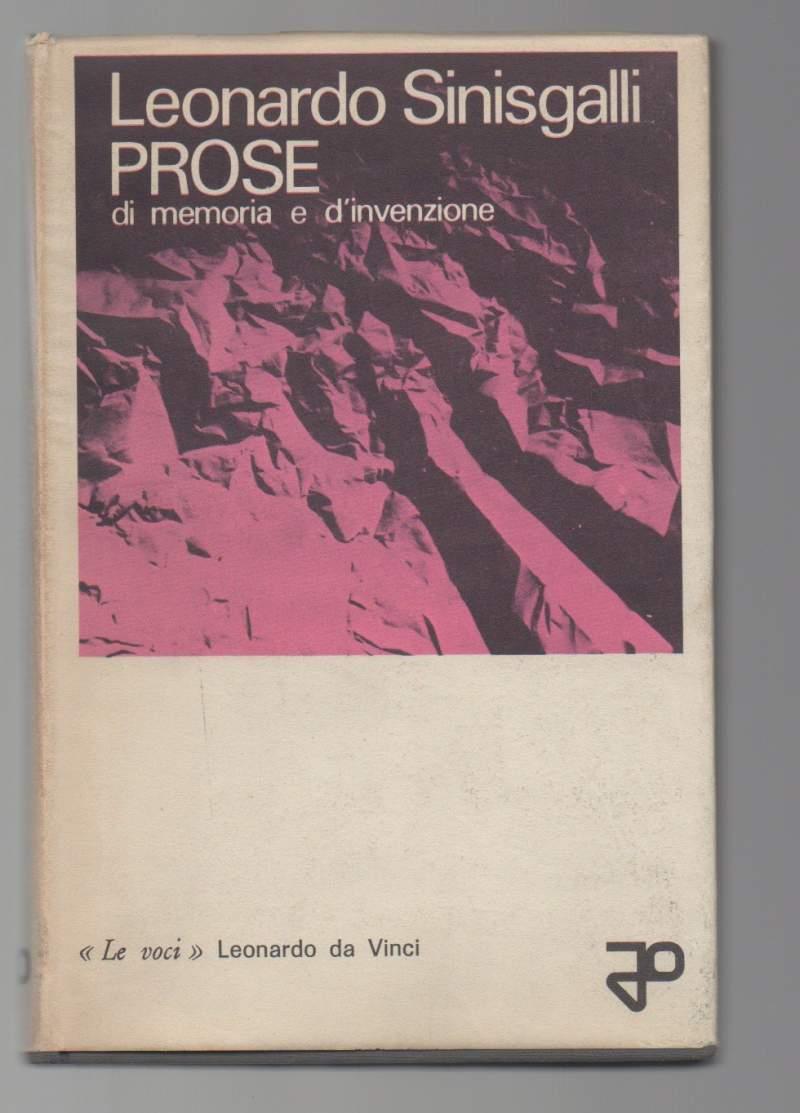 Leonardo Sinisgalli
PROSE
di memoria e d'invenzione
« Le voci » Leonardo da Vinci